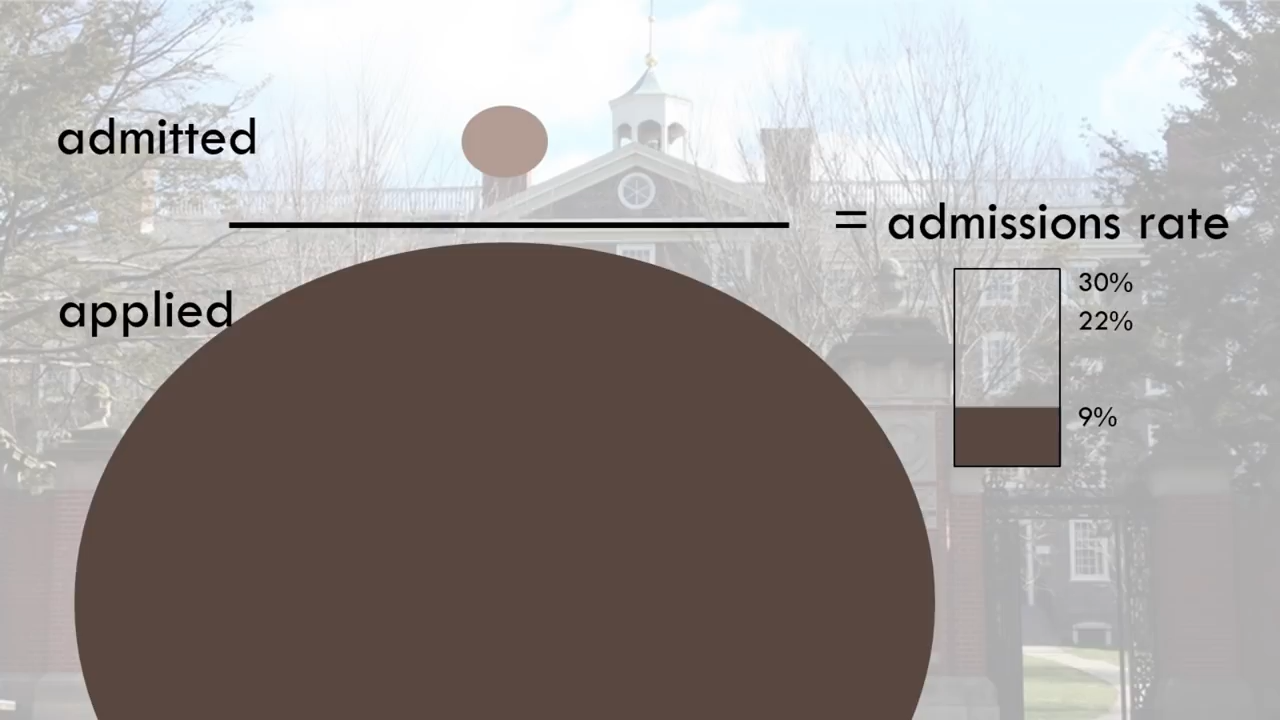 admitted
applied
= admissions rate
30%
22%
9%